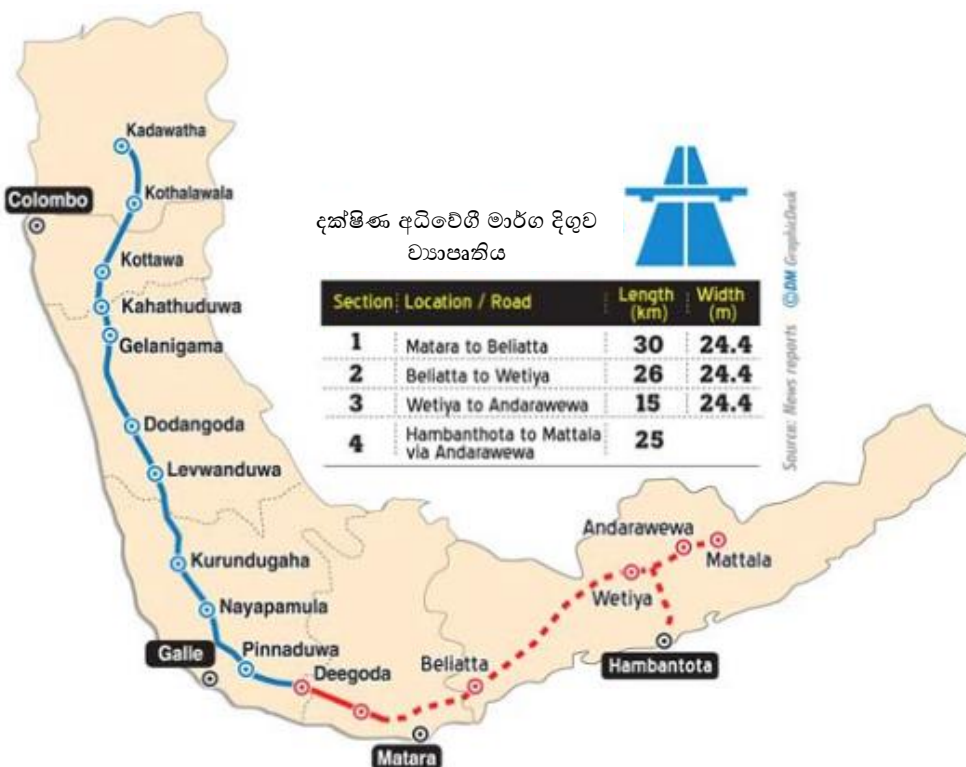 Kadawatha
Colombo
Kothalawala
දක්ෂිණ අධිවේගී මාර්ග දිගුව
ව්‍යාපෘතිය
Kottawa
Kahathuduwa
Gelanigama
Section Location / Road Length (km) Width (m)
1 Matara to Beliatta 30 24.4
2 Beliatta to Wetiya 26 24.4
3 Wetiya to Andarawewa 15 24.4
4 Hambanthota to Mattala
via Andarawewa 25
Source: News reports ©DM GraphicDesk
Dodangoda
Levwanduwa
Kurundugaha
Nayapamula
Galle
Pinnaduwa
Deegoda
Matara
Beliatta
Wetiya
Andarawewa
Mattala
Hambantota